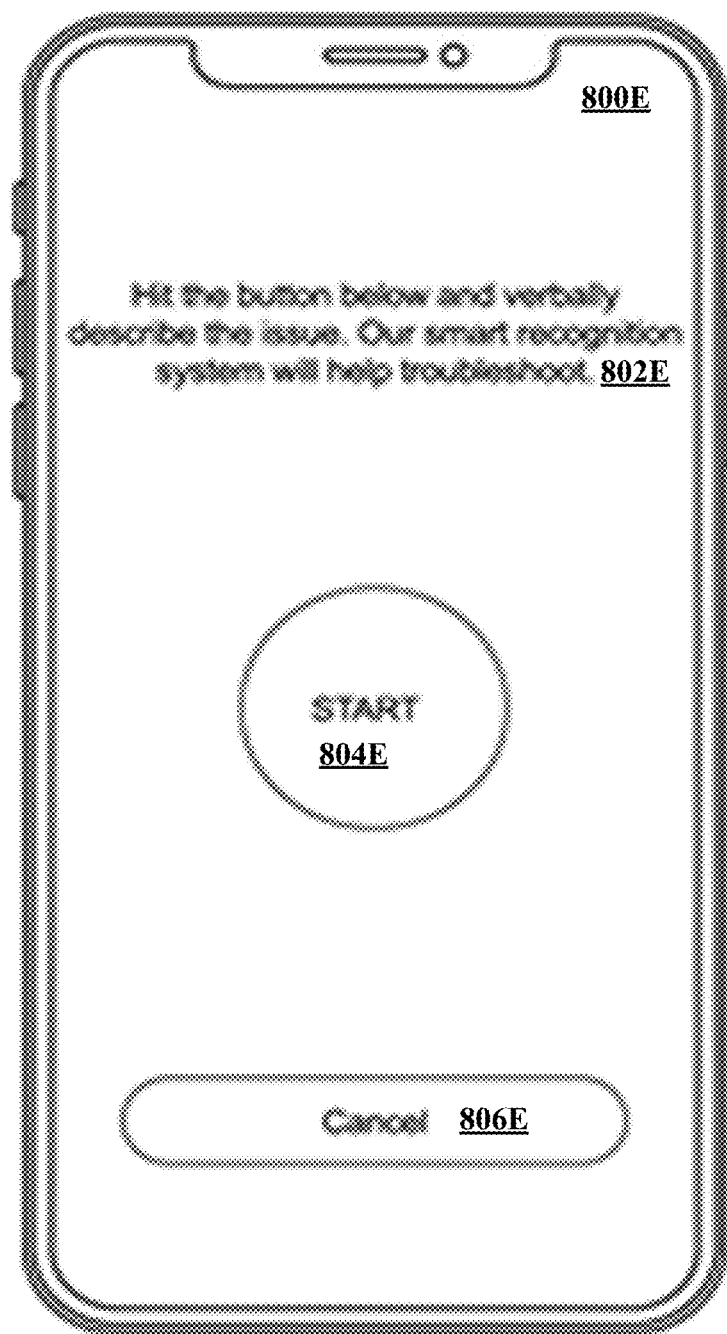 800E
Hit the button below and verbally
describe the issue. Our smart recognition
system will help troubleshoot. 802E
START
804E
Cancel 806E